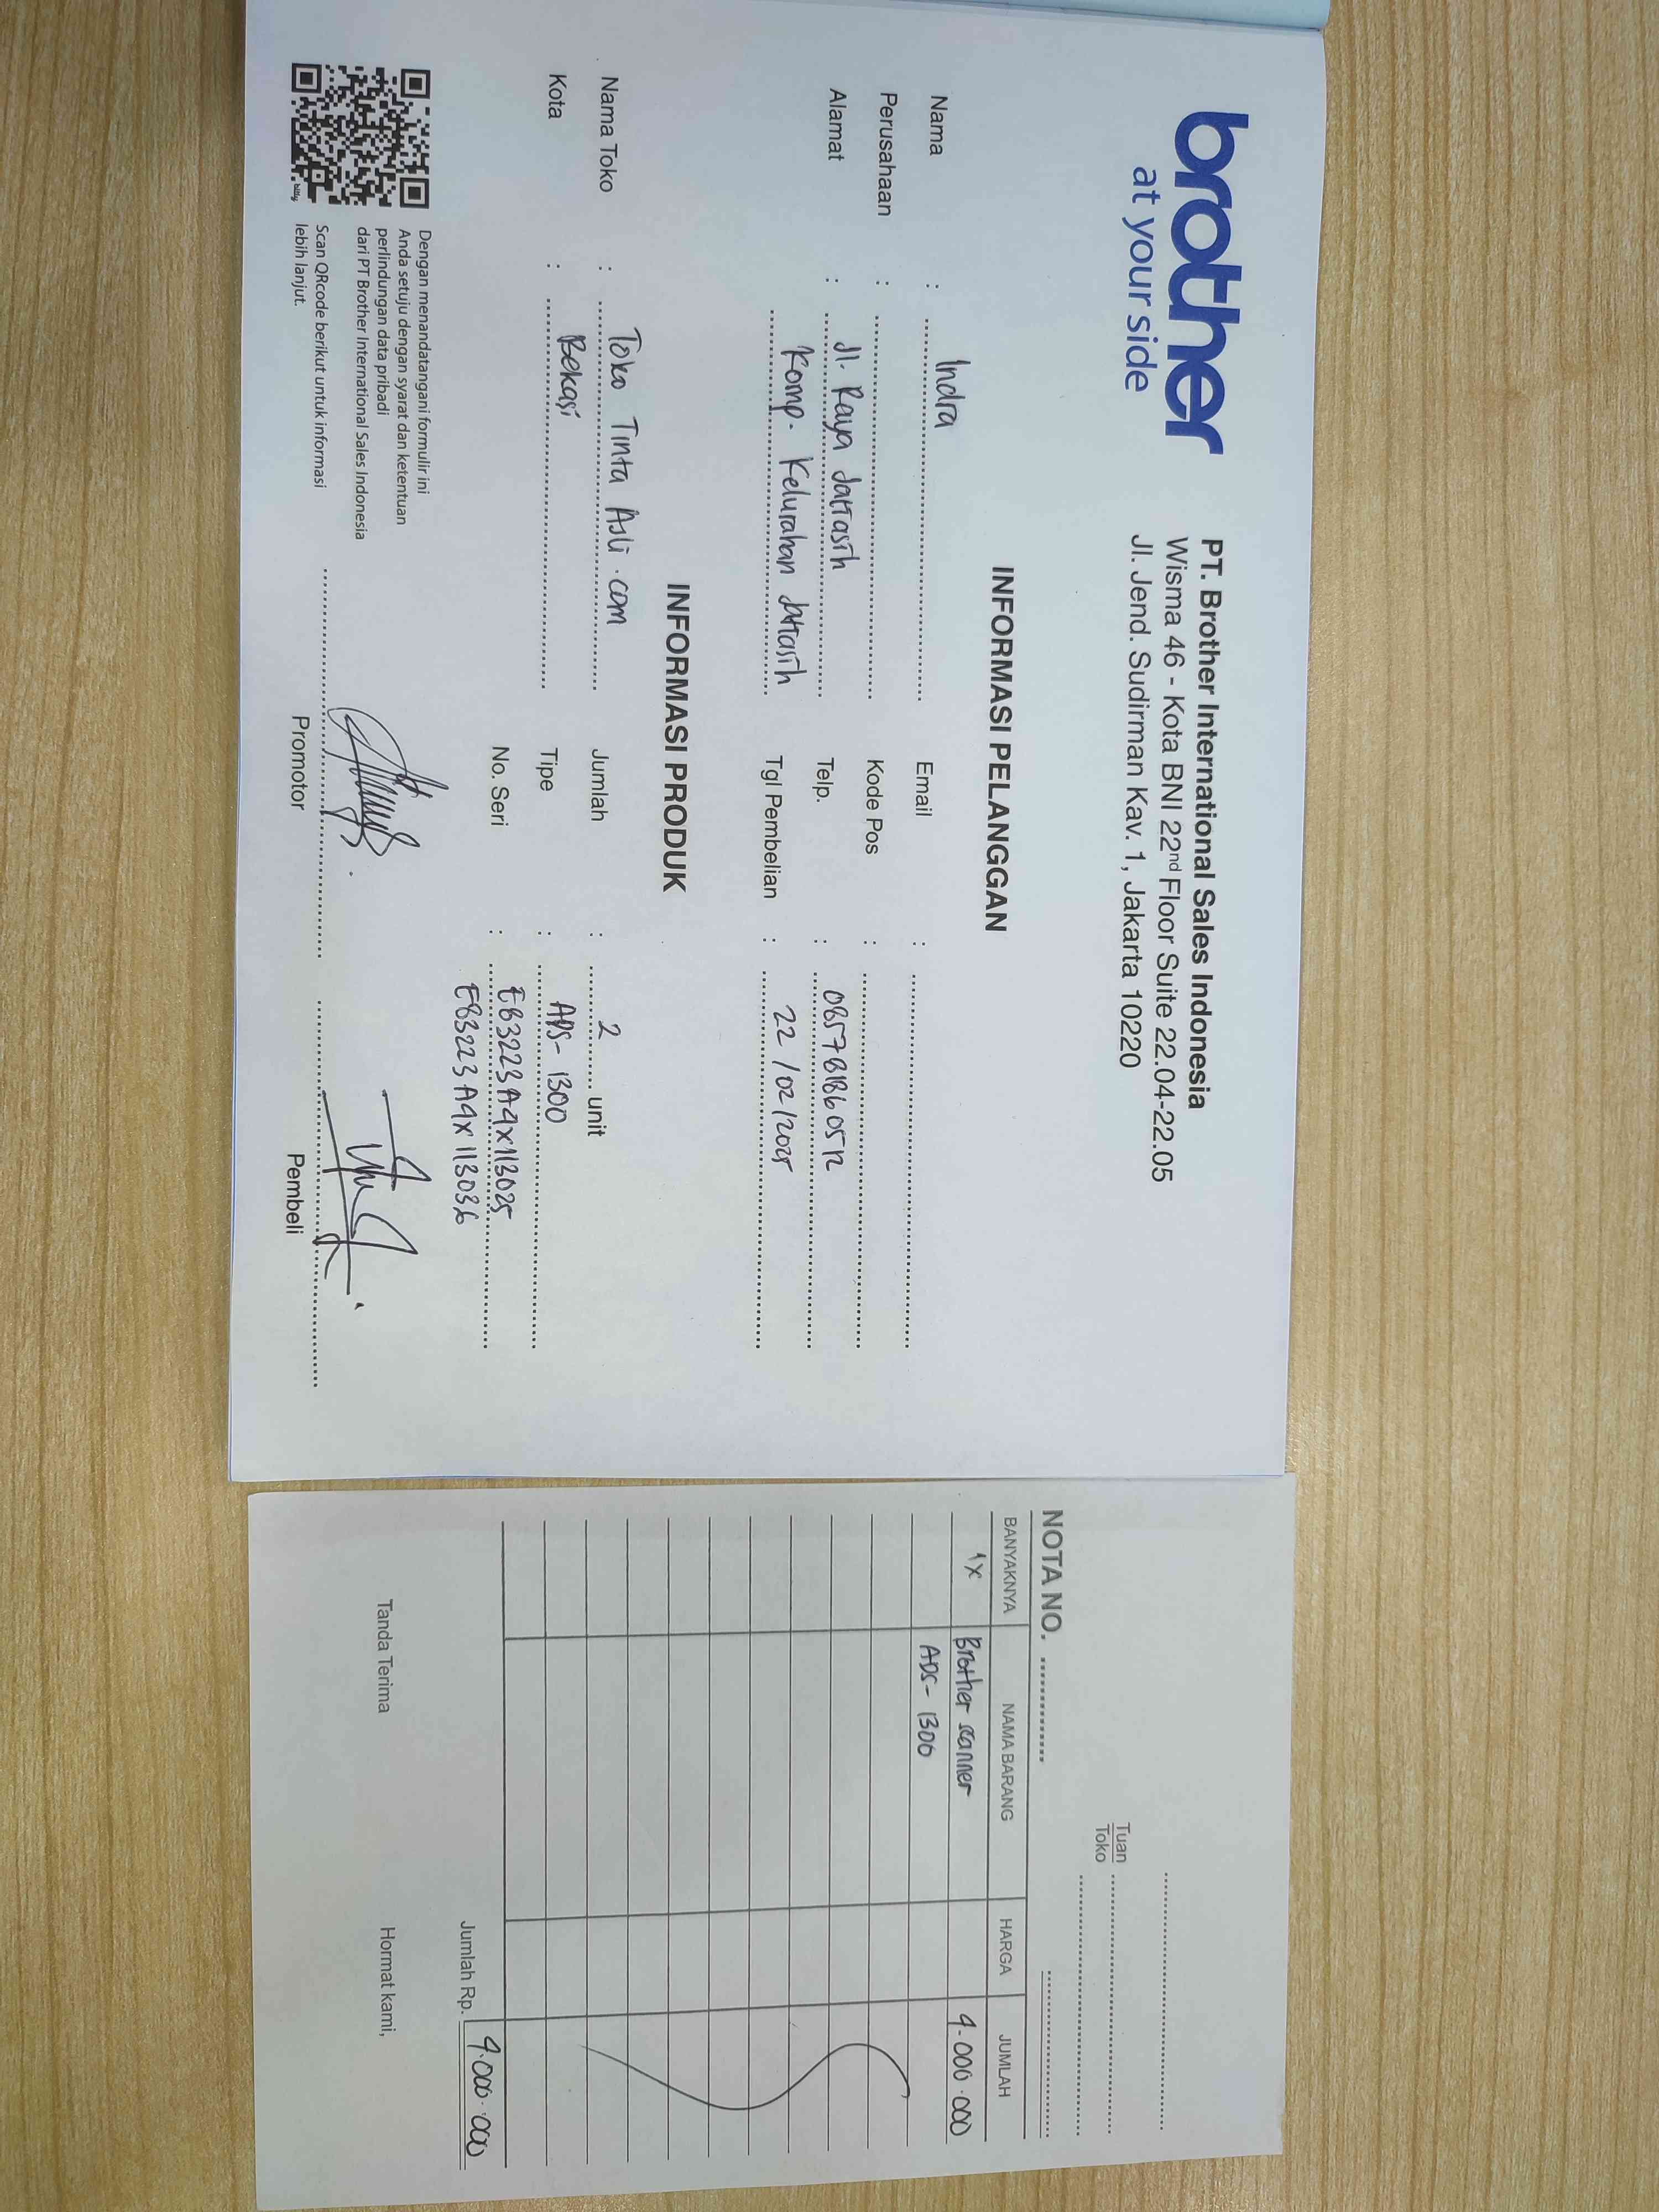 brother
at your side
PT. Brother International Sales Indonesia
Wisma 46 - Kota BNI 22nd Floor Suite 22.04-22.05
Jl. Jend. Sudirman Kav. 1, Jakarta 10220
INFORMASI PELANGGAN
Nama : Indra
Perusahaan :
Alamat : Jl. Raya Jatiasih
Komp. Kelurahan Jatiasih
Email :
Kode Pos :
Telp. : 085781860512
Tgl Pembelian : 22/02/2025
INFORMASI PRODUK
Nama Toko : Toko Tinta Asli.com
Kota : Bekasi
Jumlah : 2 unit
Tipe : ADS-1300
No. Seri : E83223A9X113025
E83223A9X113036
Dengan menandatangani formulir ini
Anda setuju dengan syarat dan ketentuan
perlindungan data pribadi
dari PT Brother International Sales Indonesia
Scan QRcode berikut untuk informasi
lebih lanjut.
bitly
Promotor
Pembeli
Tuan
Toko
NOTA NO.
BANYAKNYA NAMA BARANG HARGA JUMLAH
1x Brother scanner 9.000.000
ADS-1300
Jumlah Rp. 9.000.000
Tanda Terima Hormat kami,